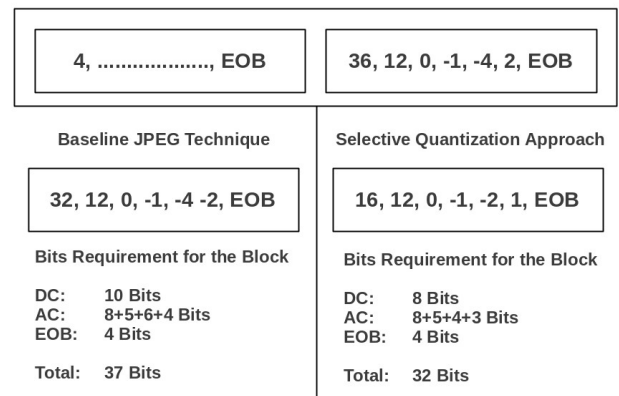 4, ..................., EOB
36, 12, 0, -1, -4, 2, EOB
Baseline JPEG Technique
32, 12, 0, -1, -4 -2, EOB
Bits Requirement for the Block
DC: 10 Bits
AC: 8+5+6+4 Bits
EOB: 4 Bits
Total: 37 Bits
Selective Quantization Approach
16, 12, 0, -1, -2, 1, EOB
Bits Requirement for the Block
DC: 8 Bits
AC: 8+5+4+3 Bits
EOB: 4 Bits
Total: 32 Bits